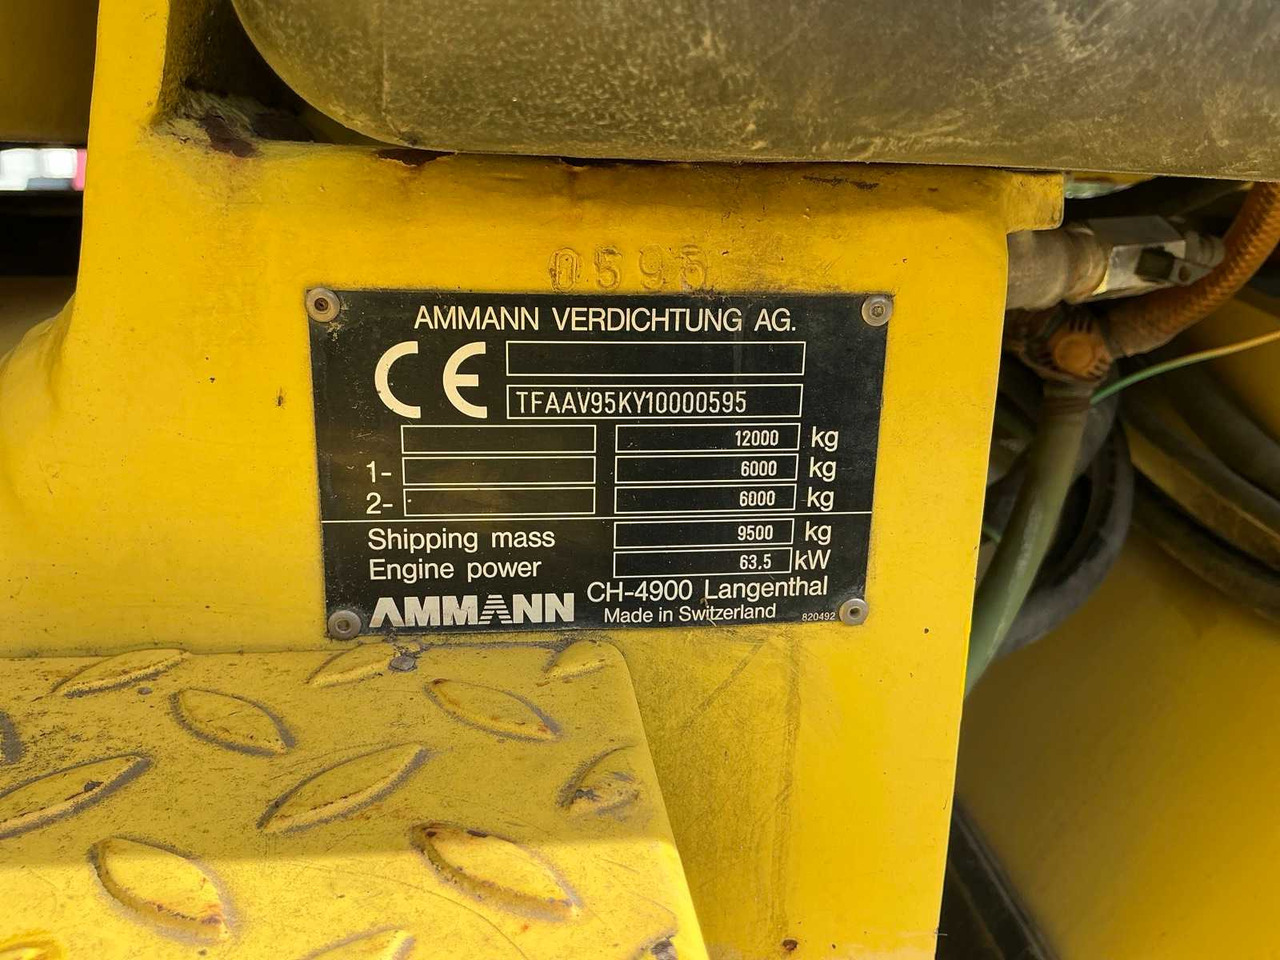 0595
AMMANN VERDICHTUNG AG.
CE
TFAAV95KY10000595
12000 kg
1- 6000 kg
2- 6000 kg
Shipping mass 9500 kg
Engine power 63.5 kW
AMMANN CH-4900 Langenthal
Made in Switzerland 820492